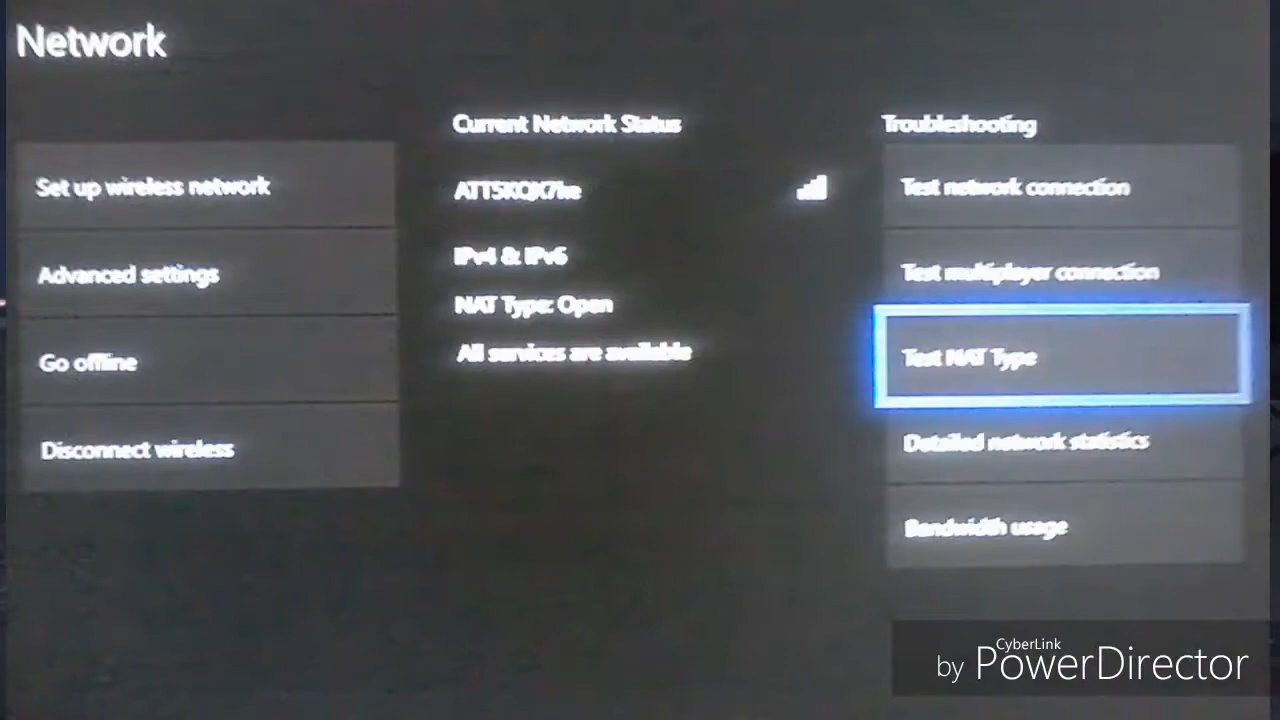 Network
Set up wireless network
Advanced settings
Go offline
Disconnect wireless
Current Network Status
IPv4 & IPv6
NAT Type: Open
All services are available
Troubleshooting
Test network connection
Test multiplayer connection
Test NAT Type
Detailed network statistics
Bandwidth usage
by CyberLink PowerDirector